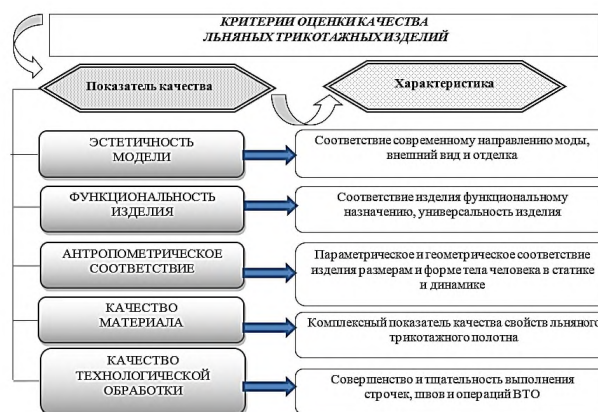 КРИТЕРИИ ОЦЕНКИ КАЧЕСТВА
ЛЬНЯНЫХ ТРИКОТАЖНЫХ ИЗДЕЛИЙ
Показатель качества
Характеристика
ЭСТЕТИЧНОСТЬ
МОДЕЛИ
Соответствие современному направлению моды,
внешний вид и отделка
ФУНКЦИОНАЛЬНОСТЬ
ИЗДЕЛИЯ
Соответствие изделия функциональному
назначению, универсальность изделия
АНТРОПОМЕТРИЧЕСКОЕ
СООТВЕТСТВИЕ
Параметрическое и геометрическое соответствие
изделия размерам и форме тела человека в статике
и динамике
КАЧЕСТВО
МАТЕРИАЛА
Комплексный показатель качества свойств льняного
трикотажного полотна
КАЧЕСТВО
ТЕХНОЛОГИЧЕСКОЙ
ОБРАБОТКИ
Совершенство и тщательность выполнения
строчек, швов и операций ВТО